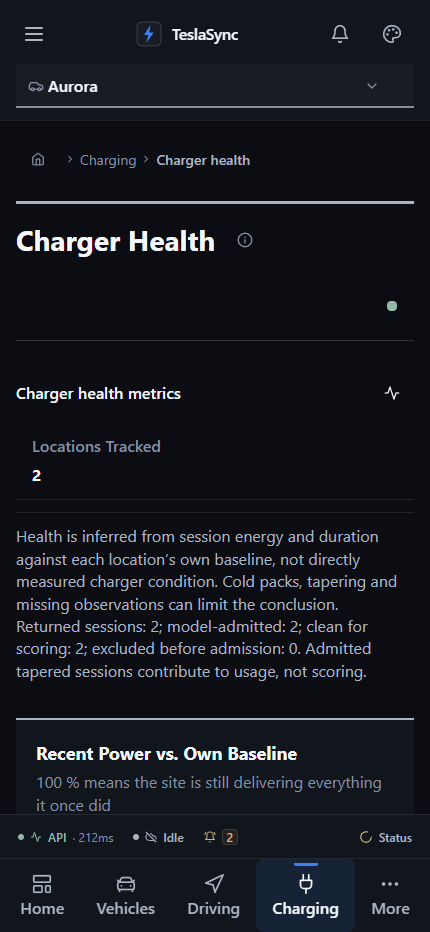 TeslaSync
Aurora
Charging
Charger health
Charger Health
Charger health metrics
Locations Tracked
2
Health is inferred from session energy and duration
against each location's own baseline, not directly
measured charger condition. Cold packs, tapering and
missing observations can limit the conclusion.
Returned sessions: 2; model-admitted: 2; clean for
scoring: 2; excluded before admission: 0. Admitted
tapered sessions contribute to usage, not scoring.
Recent Power vs. Own Baseline
100 % means the site is still delivering everything
it once did
API · 212ms
Idle
2
Status
Home
Vehicles
Driving
Charging
More